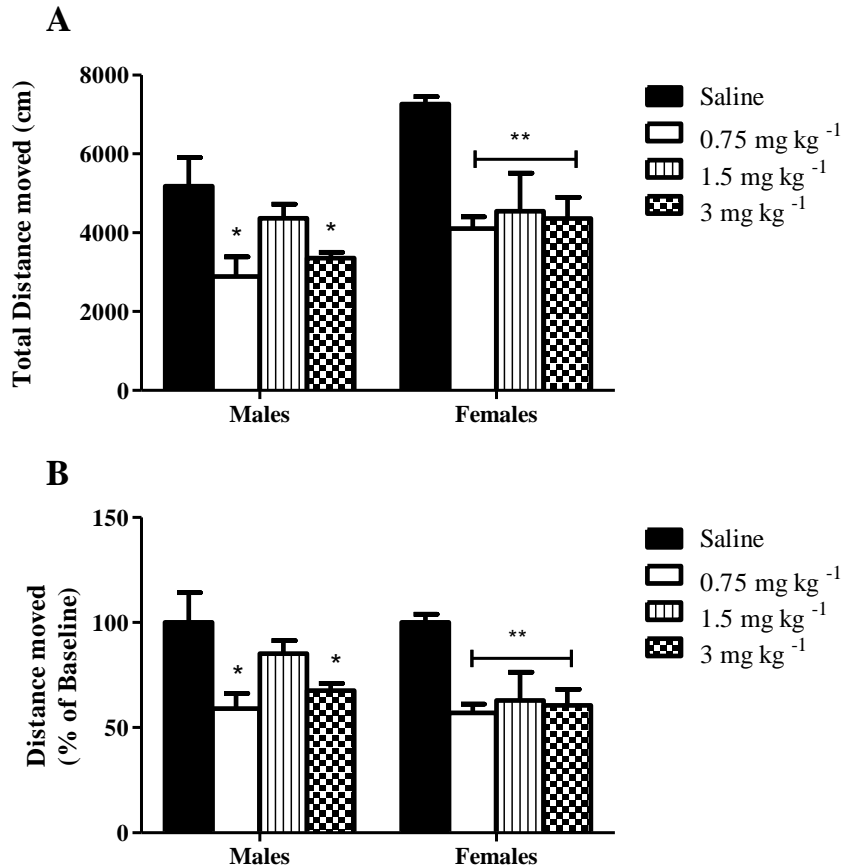 A
Total Distance moved (cm)
8000
6000
4000
2000
0
*
*
**
Males
Females
Saline
0.75 mg kg -1
1.5 mg kg -1
3 mg kg -1
B
Distance moved
(% of Baseline)
150
100
50
0
*
*
**
Males
Females
Saline
0.75 mg kg -1
1.5 mg kg -1
3 mg kg -1